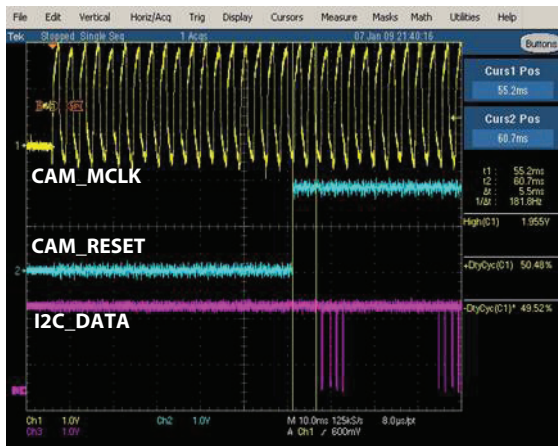 File Edit Vertical Horiz/Acq Trig Display Cursors Measure Masks Math Utilities Help
Tek Stopped Single Seq 1 Acqs 07 Jan 09 21:40:16
Buttons
Curs1 Pos
55.2ms
Curs2 Pos
60.7ms
t1 : 55.2ms
t2 : 60.7ms
Δt : 5.5ms
1/Δt : 181.8Hz
High(C1) 1.955V
+DtyCyc(C1) 50.48%
-DtyCyc(C1)* 49.52%
1
CAM_MCLK
CAM_RESET
2
I2C_DATA
Ch1 1.0V Ch2 1.0V M 10.0ms 125kS/s 8.0µs/pt
Ch3 1.0V A Ch1 ∕ 600mV